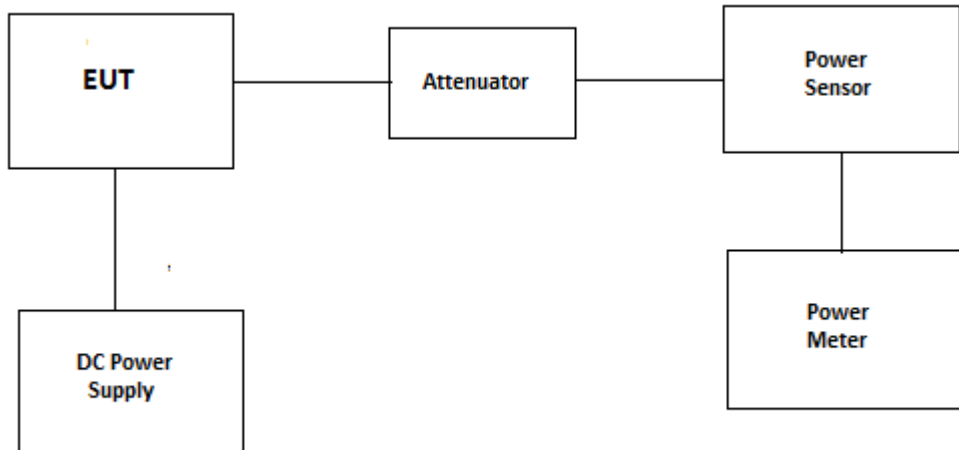 EUT
Attenuator
Power
Sensor
DC Power
Supply
Power
Meter